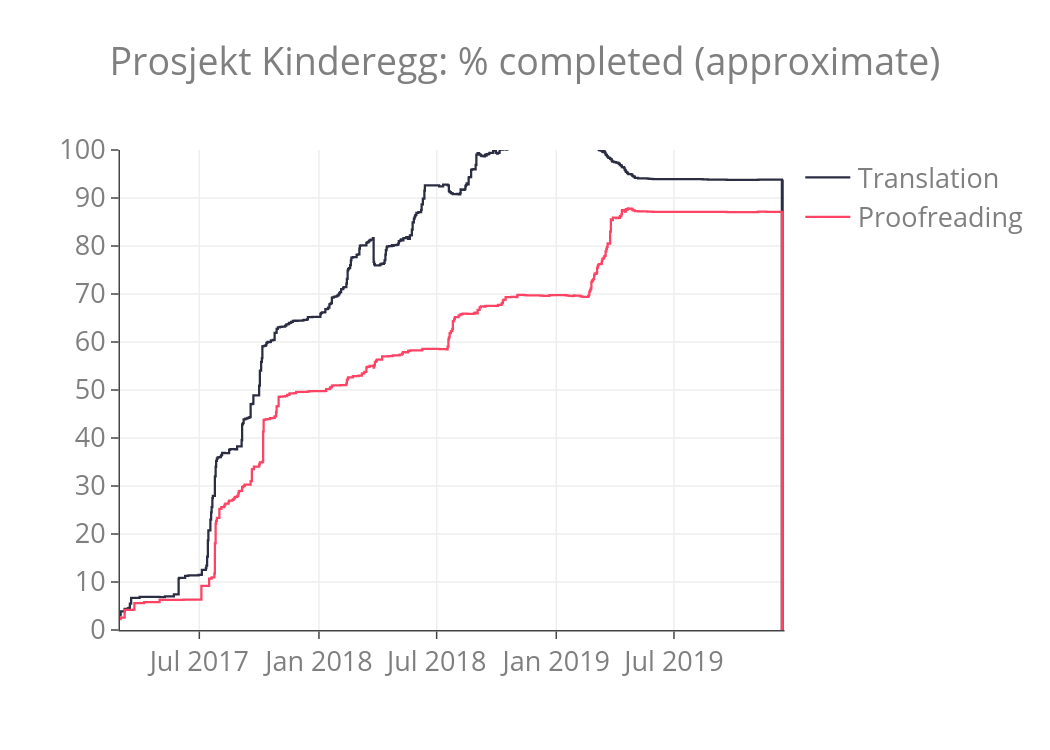 Prosjekt Kinderegg: % completed (approximate)
100
90
80
70
60
50
40
30
20
10
0
Jul 2017 Jan 2018 Jul 2018 Jan 2019 Jul 2019
Translation
Proofreading